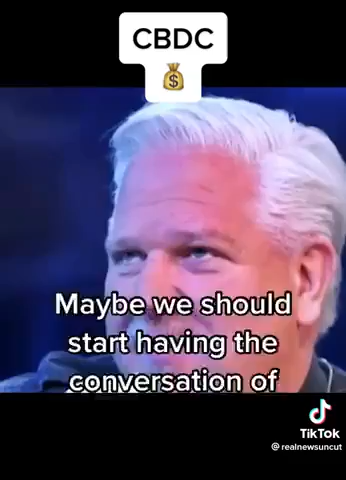 CBDC
Maybe we should
start having the
conversation of
TikTok
@realnewsuncut